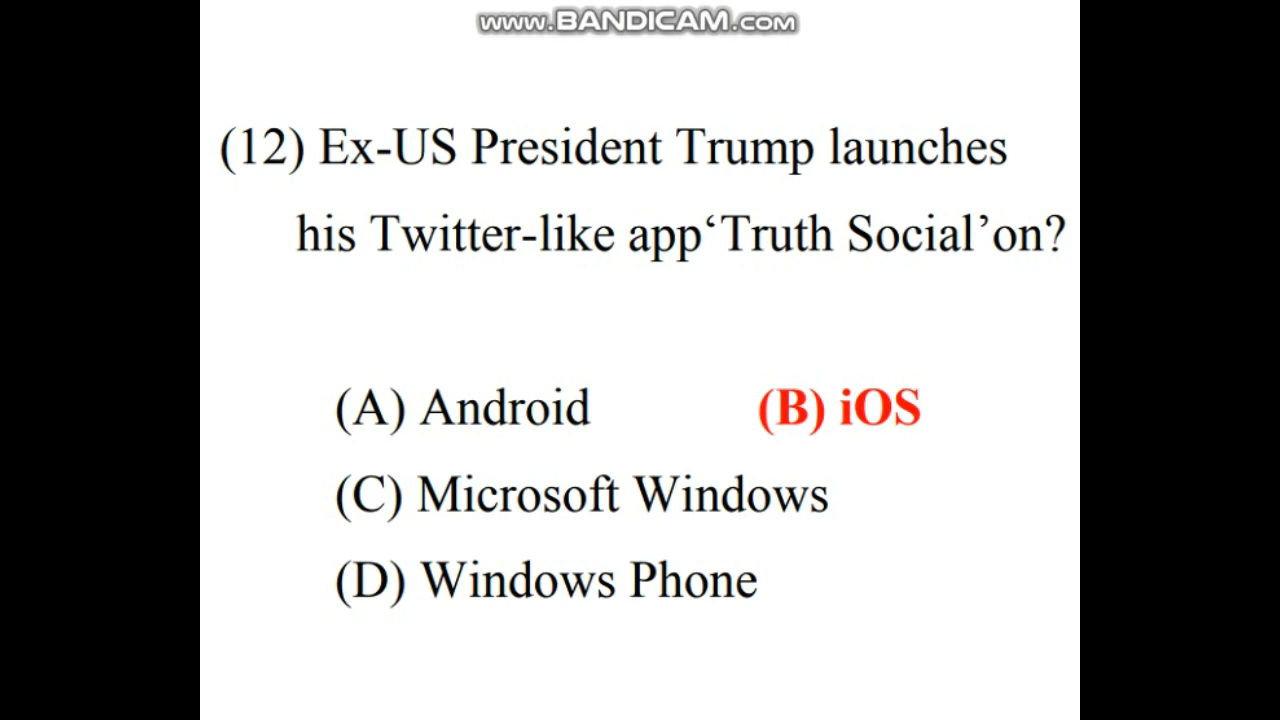 www.BANDICAM.com
(12) Ex-US President Trump launches
his Twitter-like app‘Truth Social’on?
(A) Android (B) iOS
(C) Microsoft Windows
(D) Windows Phone